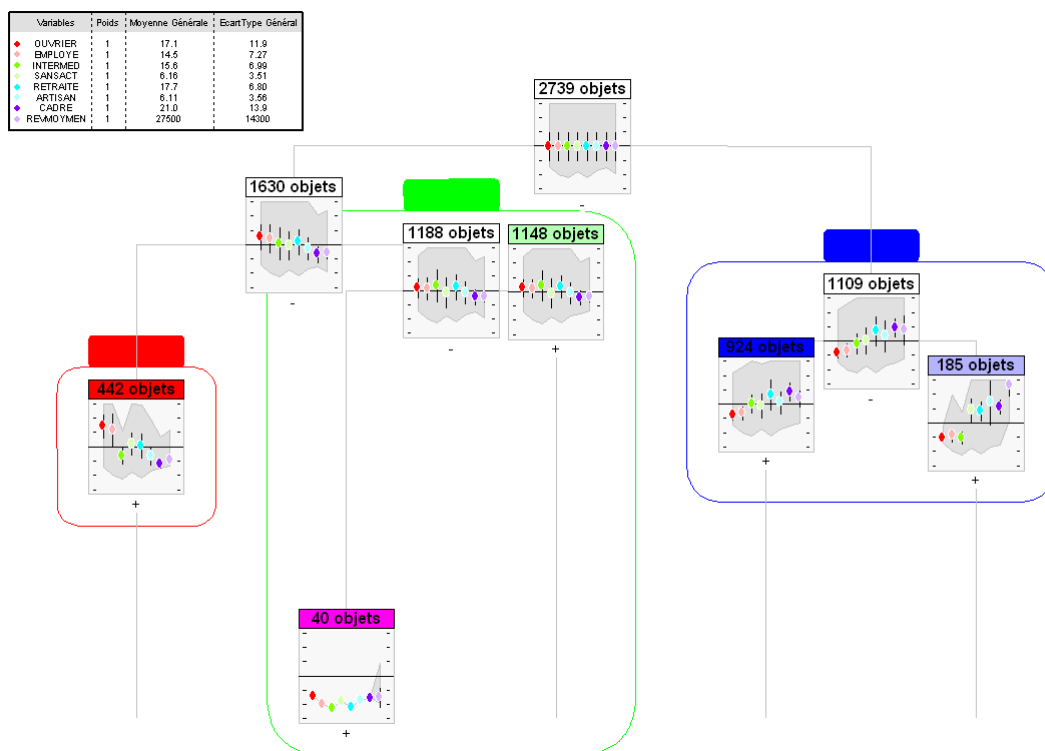 Variables Poids Moyenne Générale EcartType Général
OUVRIER 1 17.1 11.9
EMPLOYE 1 14.5 7.27
INTERMED 1 15.6 6.99
SANSACT 1 6.16 3.51
RETRAITE 1 17.7 6.80
ARTISAN 1 6.11 3.56
CADRE 1 21.0 13.9
REVMOYMEN 1 27500 14300
2739 objets
-
1630 objets
-
1188 objets
-
1148 objets
+
1109 objets
-
924 objets
+
185 objets
+
442 objets
+
40 objets
+